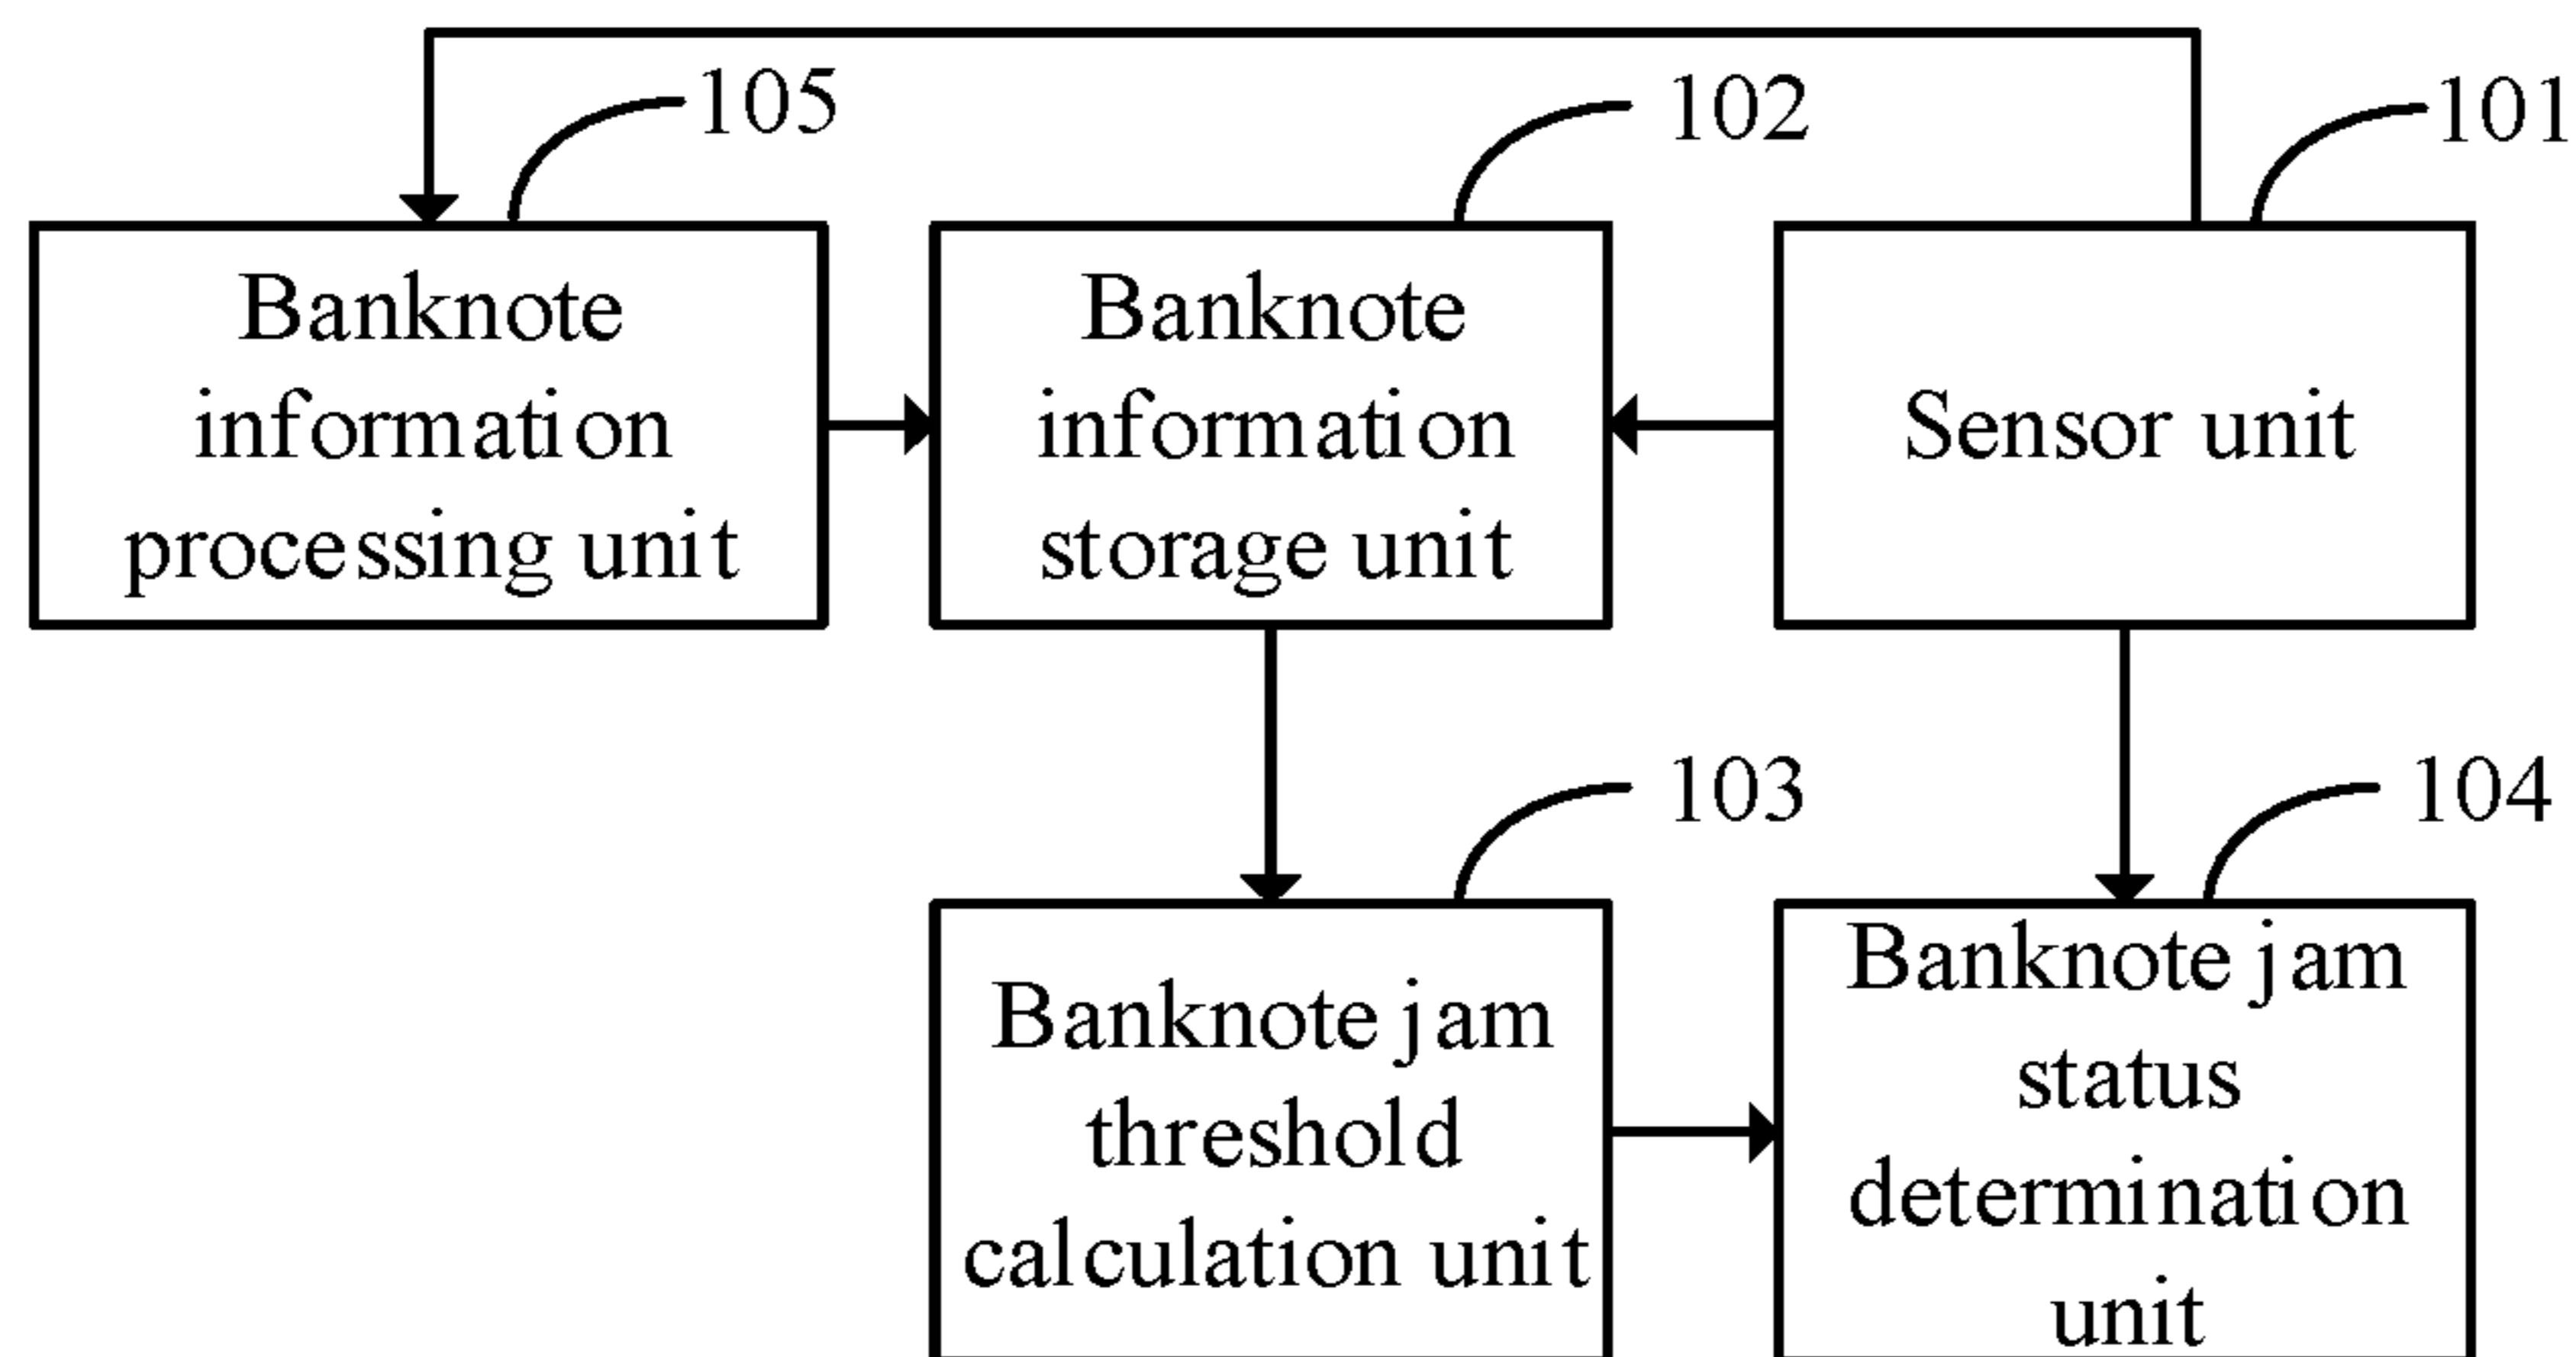 105
102
101
Banknote
information
processing unit
Banknote
information
storage unit
Sensor unit
103
104
Banknote jam
threshold
calculation unit
Banknote jam
status
determination
unit